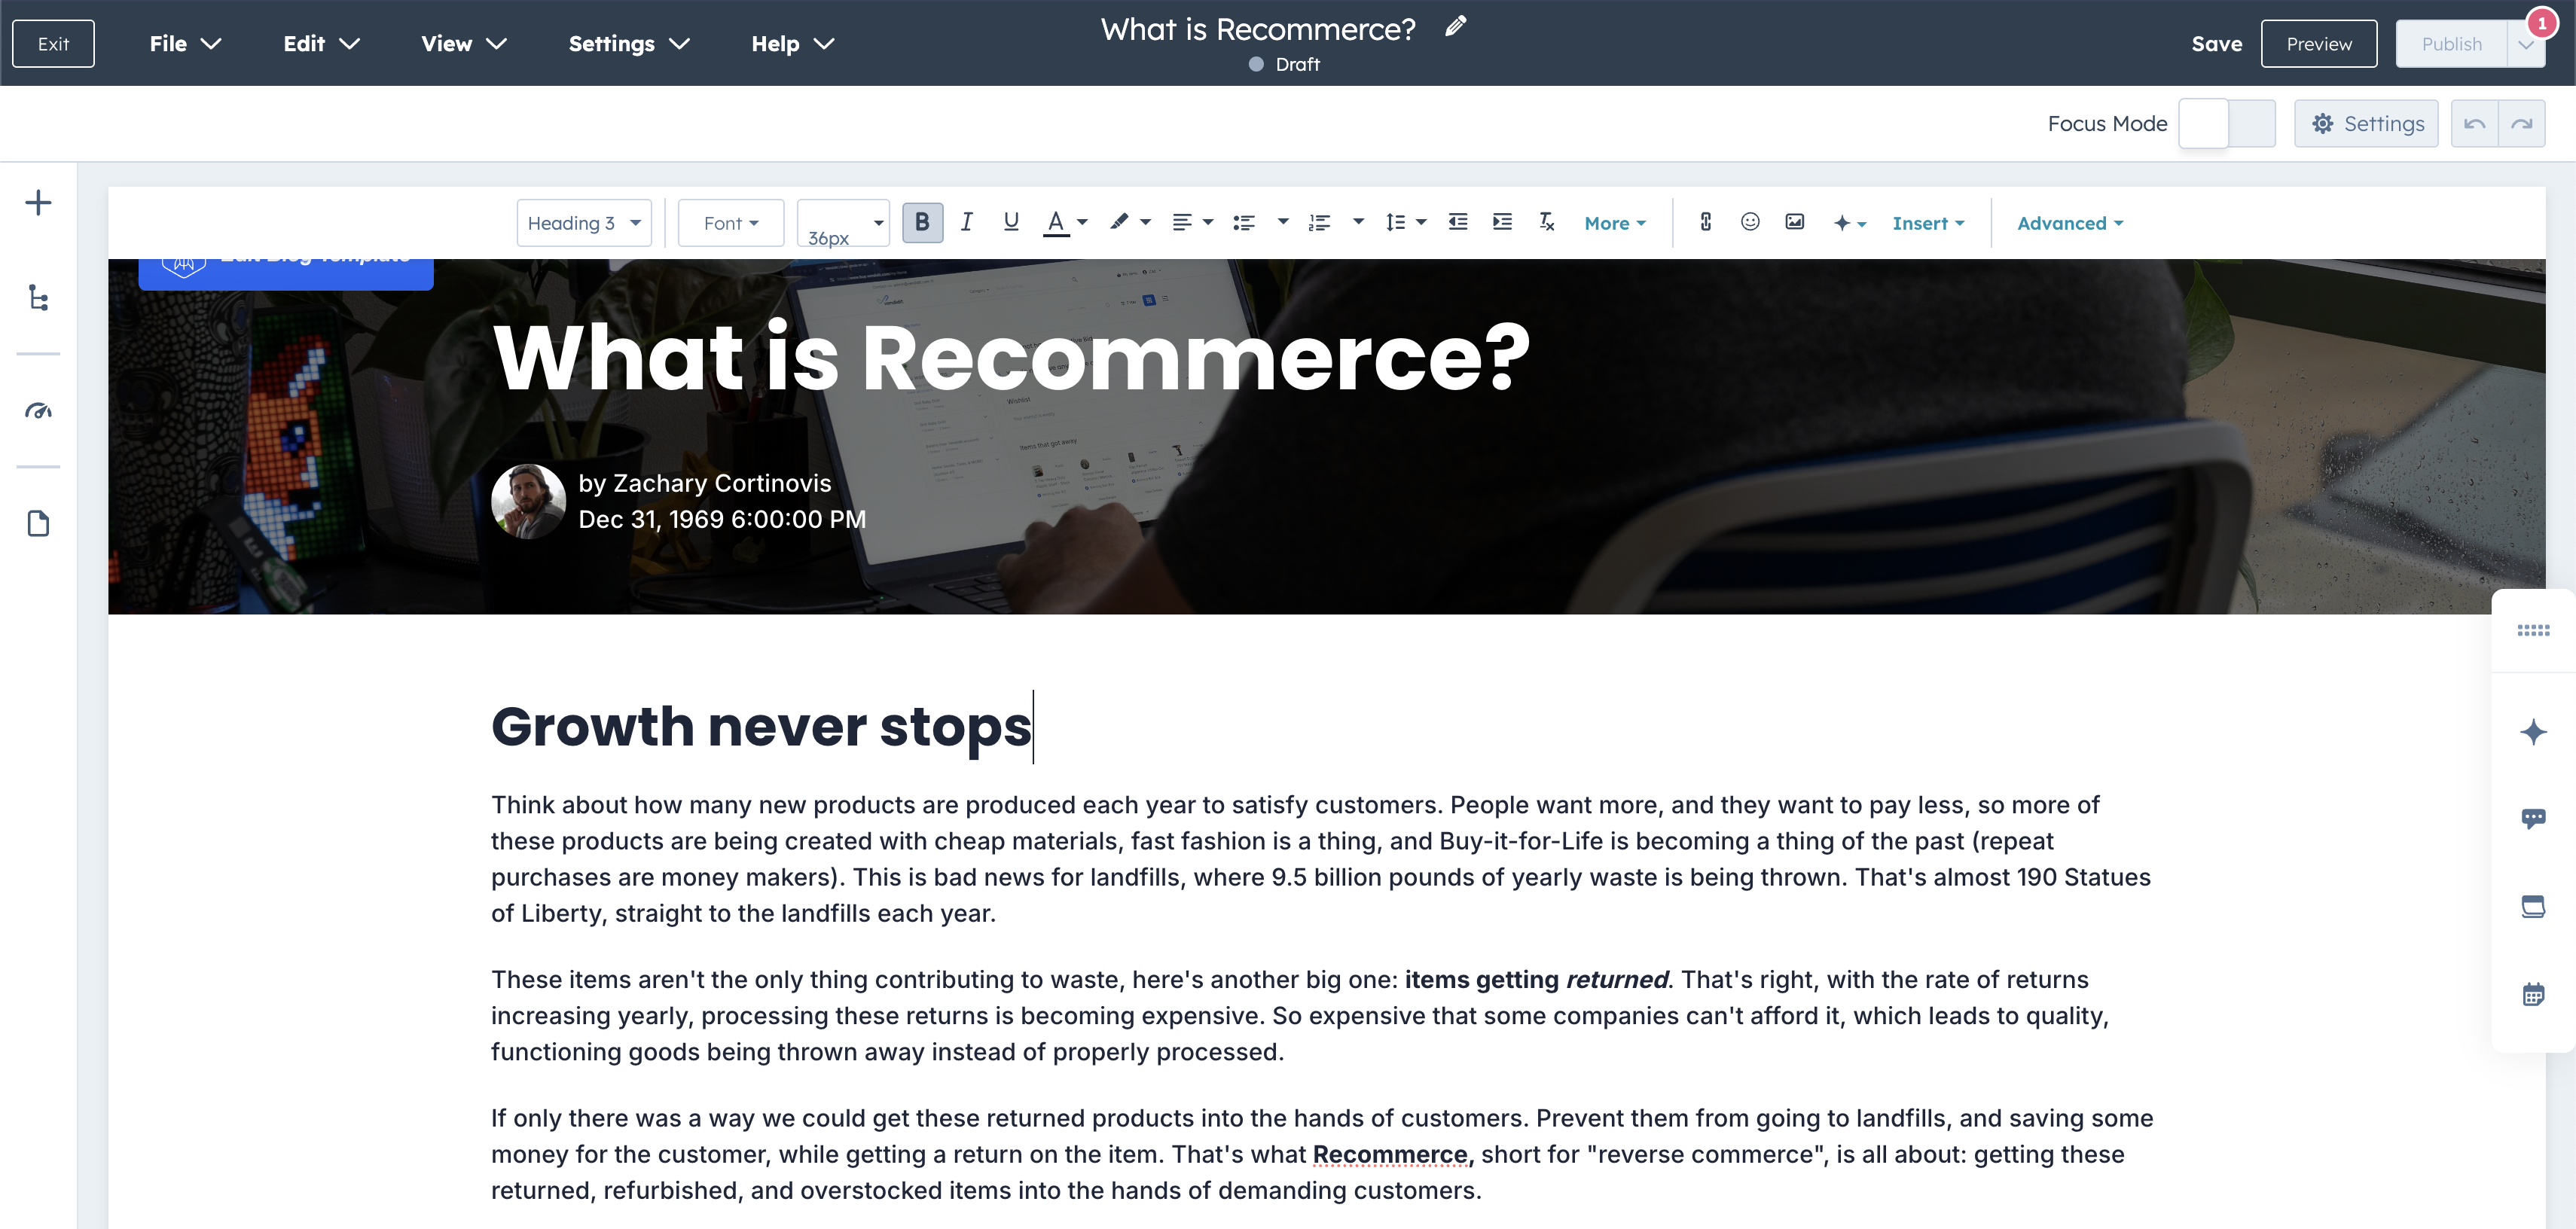 Exit
File
Edit
View
Settings
Help
What is Recommerce?
Draft
Save
Preview
Publish
1
Focus Mode
Settings
Heading 3
Font
36px
B
I
U
A
More
Insert
Advanced
Edit Blog Template
What is Recommerce?
Wishlist
Items that got away
by Zachary Cortinovis
Dec 31, 1969 6:00:00 PM
Growth never stops
Think about how many new products are produced each year to satisfy customers. People want more, and they want to pay less, so more of
these products are being created with cheap materials, fast fashion is a thing, and Buy-it-for-Life is becoming a thing of the past (repeat
purchases are money makers). This is bad news for landfills, where 9.5 billion pounds of yearly waste is being thrown. That's almost 190 Statues
of Liberty, straight to the landfills each year.
These items aren't the only thing contributing to waste, here's another big one: items getting returned. That's right, with the rate of returns
increasing yearly, processing these returns is becoming expensive. So expensive that some companies can't afford it, which leads to quality,
functioning goods being thrown away instead of properly processed.
If only there was a way we could get these returned products into the hands of customers. Prevent them from going to landfills, and saving some
money for the customer, while getting a return on the item. That's what Recommerce, short for "reverse commerce", is all about: getting these
returned, refurbished, and overstocked items into the hands of demanding customers.